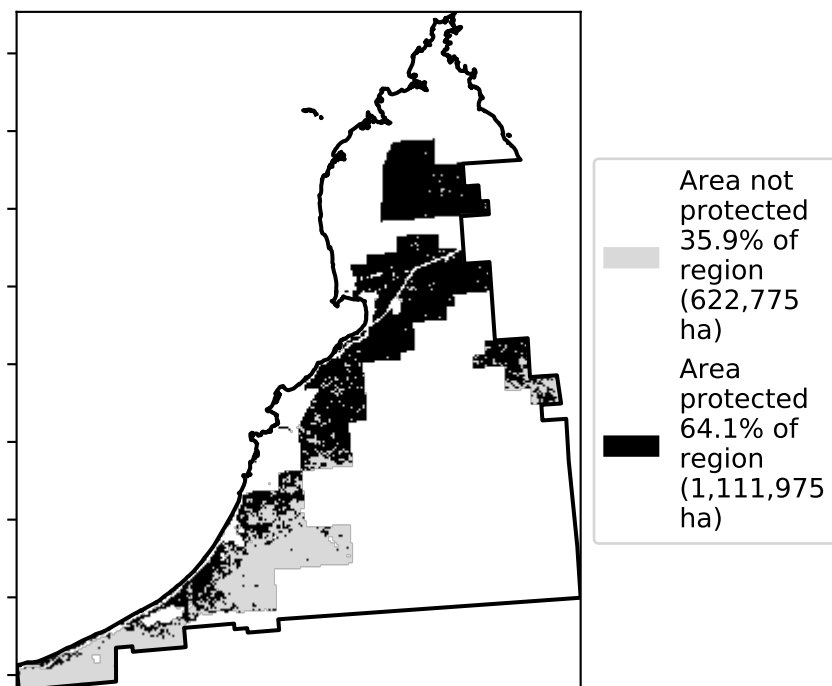 Area not
protected
35.9% of
region
(622,775
ha)
Area
protected
64.1% of
region
(1,111,975
ha)